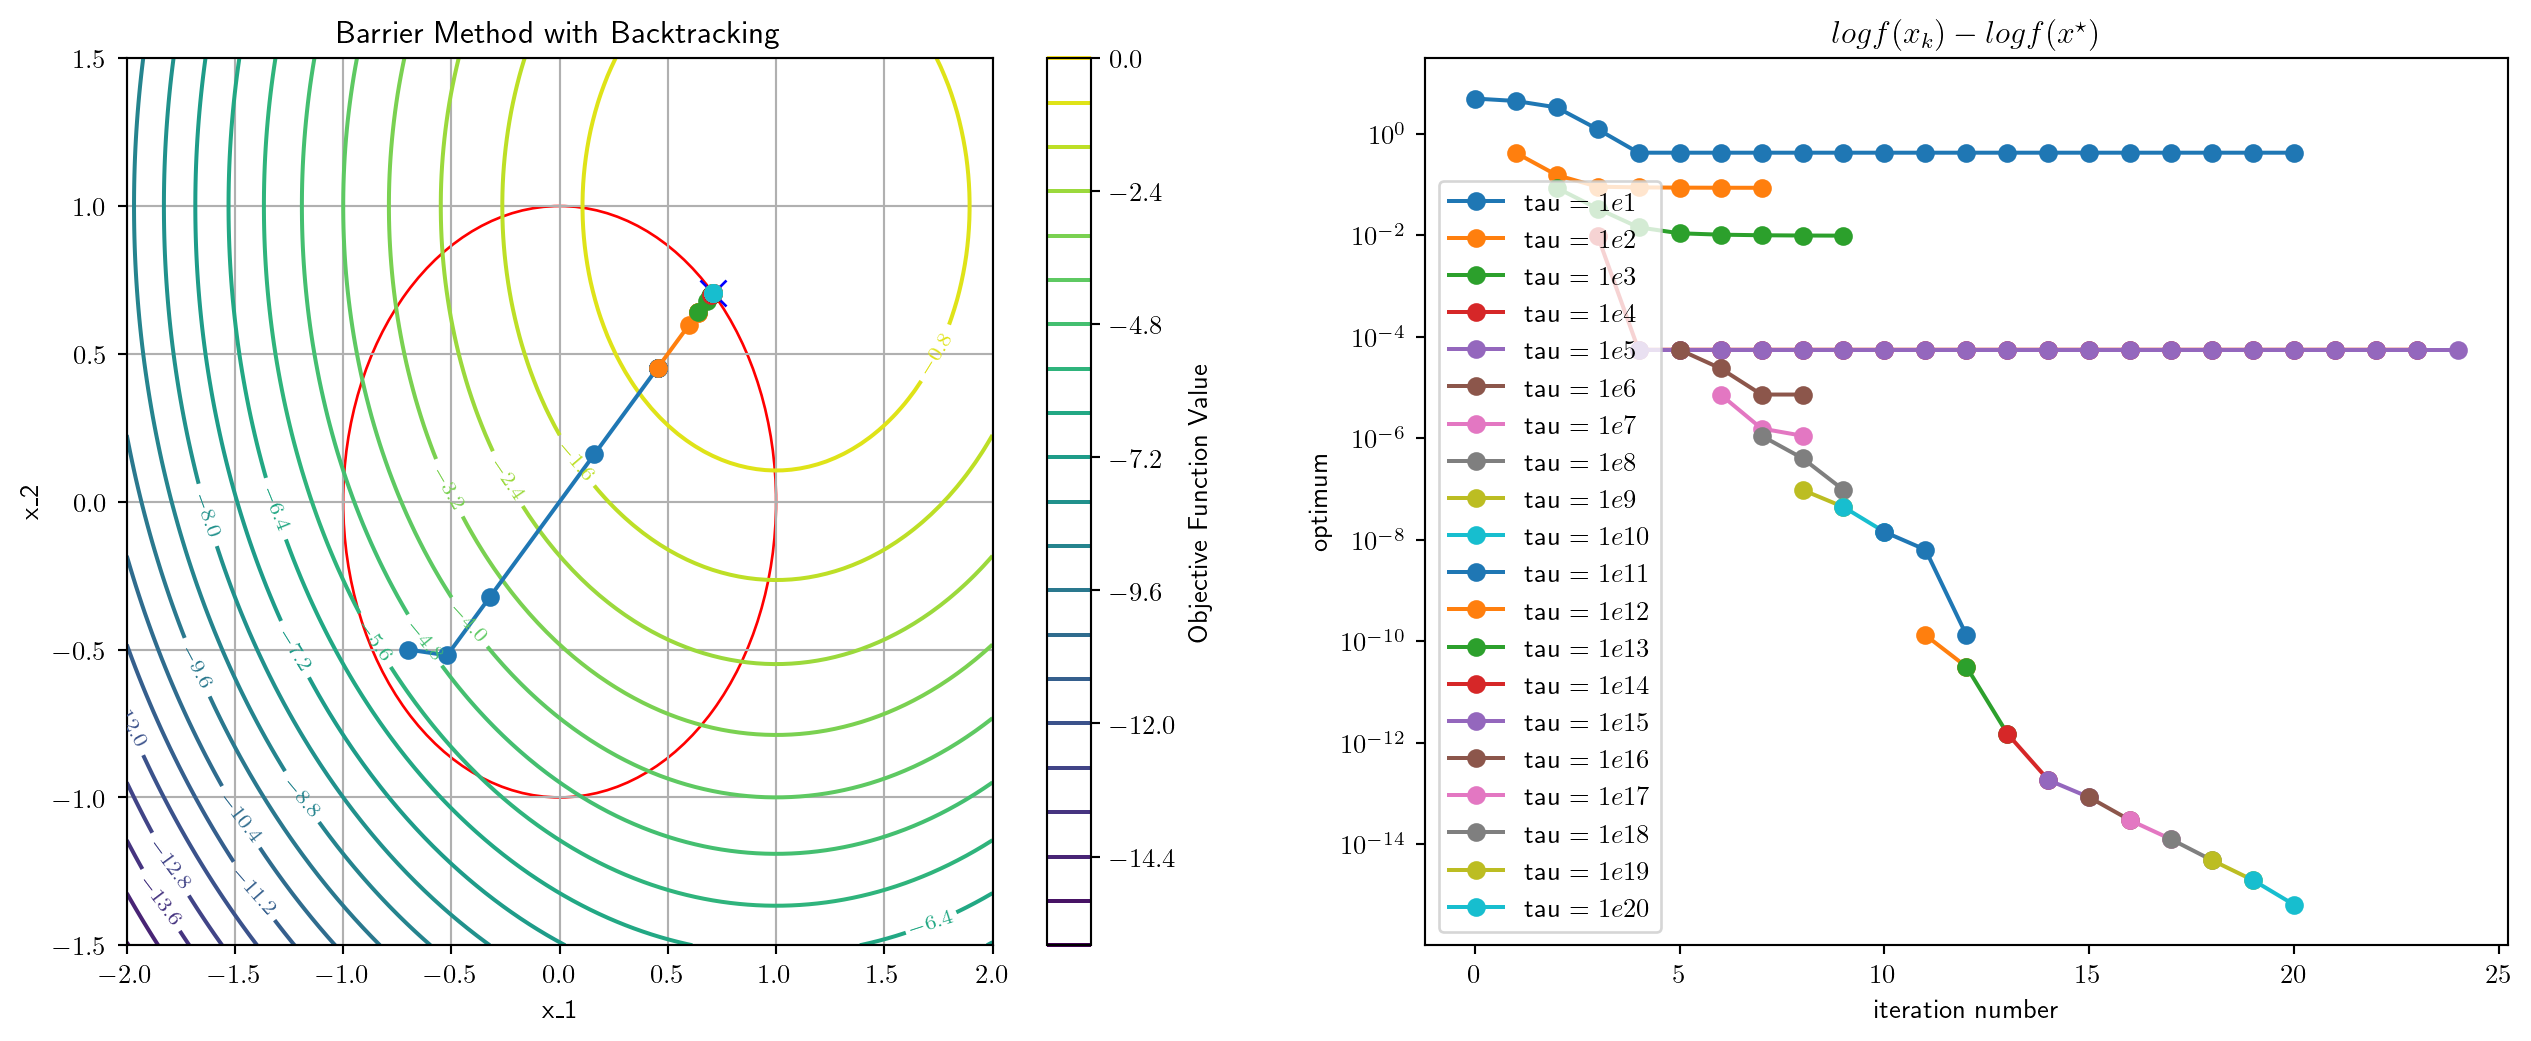 Barrier Method with Backtracking
1.5
1.0
0.5
0.0
−0.5
−1.0
−1.5
x_2
−2.0 −1.5 −1.0 −0.5 0.0 0.5 1.0 1.5 2.0
x_1
−0.8
−1.6
−2.4
−3.2
−4.0
−4.8
−5.6
−6.4
−6.4
−7.2
−8.0
−8.8
−9.6
−10.4
−11.2
12.0
−12.8
−13.6
0.0
−2.4
−4.8
−7.2
−9.6
−12.0
−14.4
Objective Function Value
logf(x_k) − logf(x⋆)
10^0
10^−2
10^−4
10^−6
10^−8
10^−10
10^−12
10^−14
optimum
tau = 1e1
tau = 1e2
tau = 1e3
tau = 1e4
tau = 1e5
tau = 1e6
tau = 1e7
tau = 1e8
tau = 1e9
tau = 1e10
tau = 1e11
tau = 1e12
tau = 1e13
tau = 1e14
tau = 1e15
tau = 1e16
tau = 1e17
tau = 1e18
tau = 1e19
tau = 1e20
0 5 10 15 20 25
iteration number